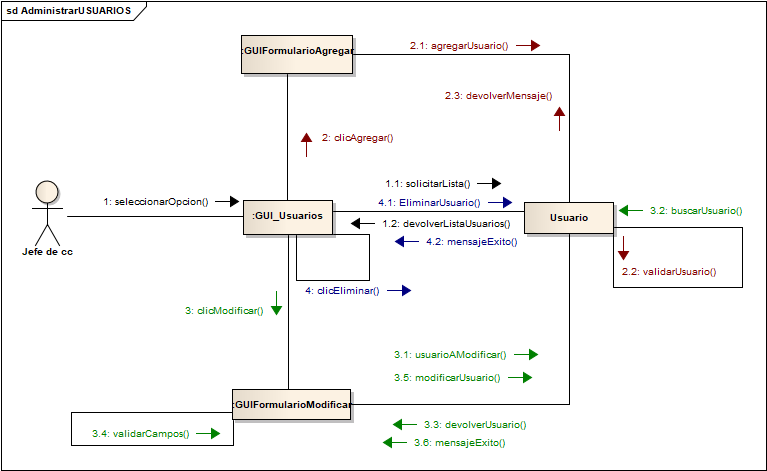 sd AdministrarUSUARIOS
:GUIFormularioAgregar
2.1: agregarUsuario()
2.3: devolverMensaje()
2: clicAgregar()
1.1: solicitarLista()
1: seleccionarOpcion()
4.1: EliminarUsuario()
3.2: buscarUsuario()
:GUI_Usuarios
Usuario
1.2: devolverListaUsuarios()
4.2: mensajeExito()
Jefe de cc
2.2: validarUsuario()
4: clicEliminar()
3: clicModificar()
3.1: usuarioAModificar()
3.5: modificarUsuario()
:GUIFormularioModificar
3.3: devolverUsuario()
3.4: validarCampos()
3.6: mensajeExito()